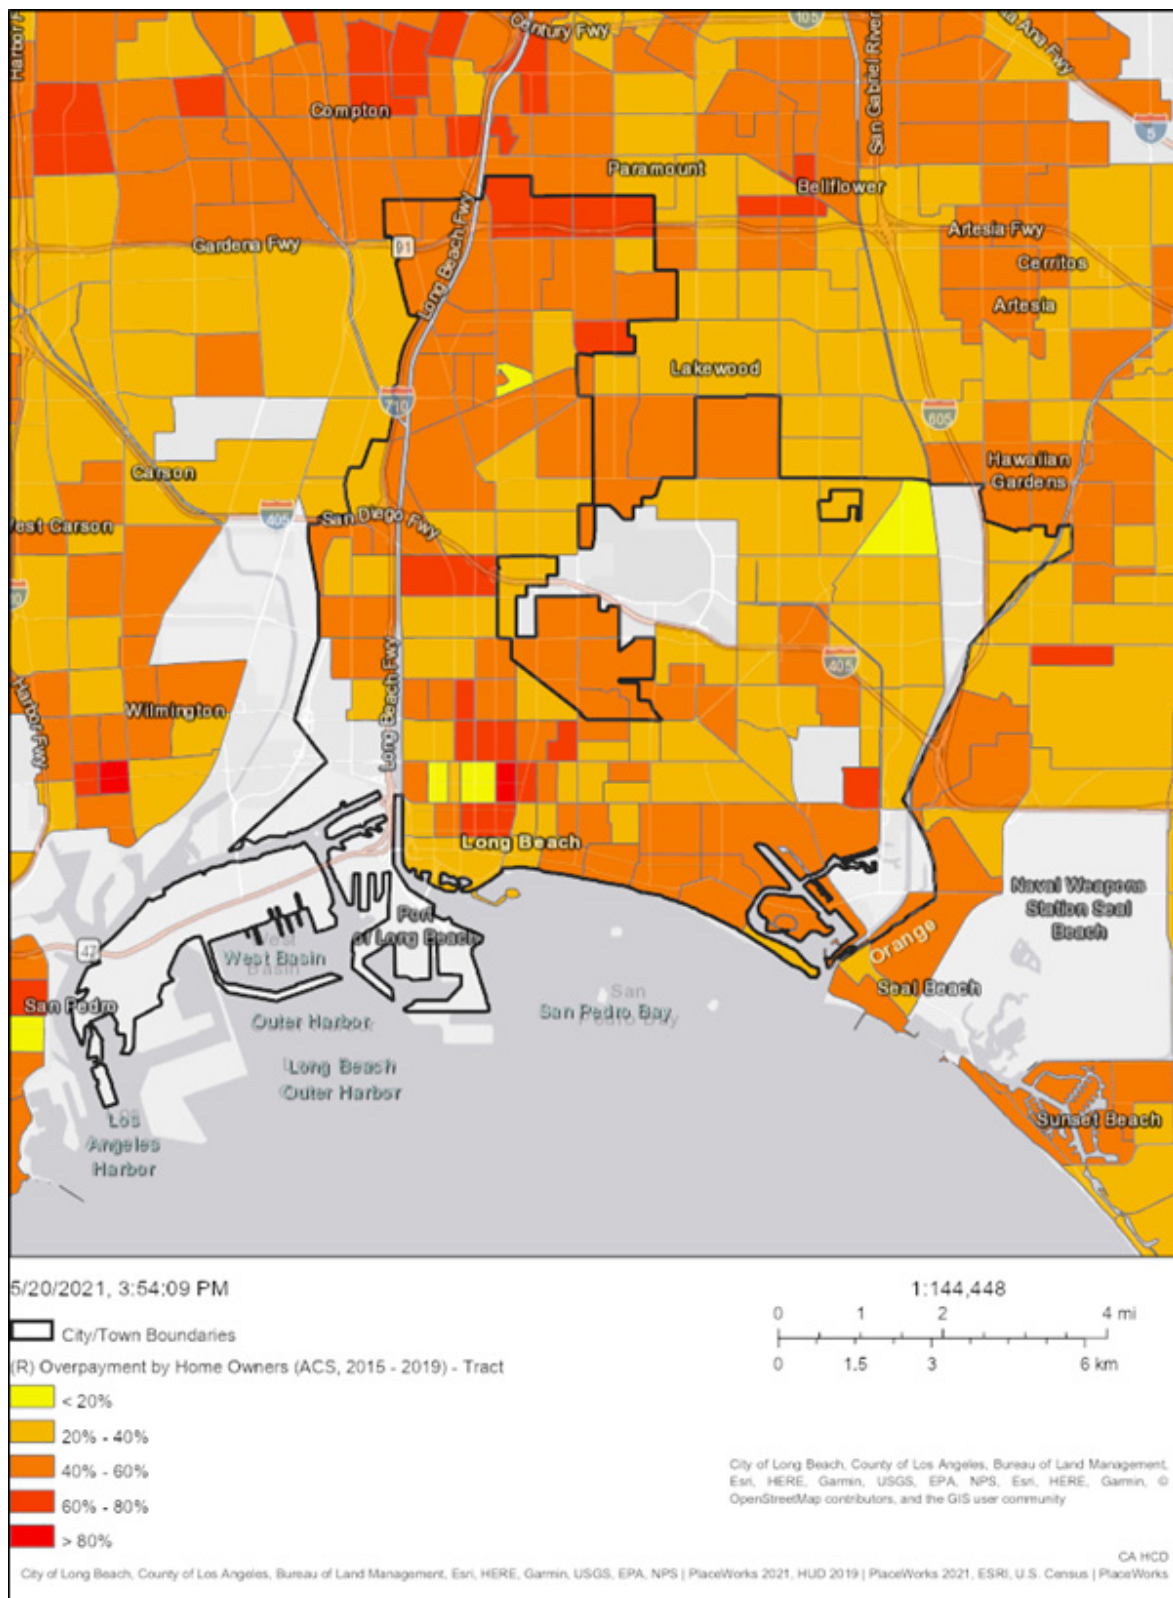 Harbor F
Century Fwy
105
San Gabriel River
ta Ana Fwy
5
Compton
Paramount
Bellflower
Long Beach Fwy
Gardena Fwy
91
Artesia Fwy
Cerritos
Artesia
Lakewood
710
605
Carson
Hawaiian
Gardens
405
San Diego Fwy
est Carson
Long Beach Fwy
405
Harbor Fwy
Wilmington
Long Beach
Naval Weapons
Station Seal
Beach
Port
of Long Beach
Orange
47
West Basin
West
Basin
San Pedro
Seal Beach
San
Pedro Bay
San Pedro Bay
Outer Harbor
Long Beach
Outer Harbor
Los
Angeles
Harbor
Sunset Beach
5/20/2021, 3:54:09 PM
1:144,448
0 1 2 4 mi
0 1.5 3 6 km
City/Town Boundaries
(R) Overpayment by Home Owners (ACS, 2015 - 2019) - Tract
< 20%
20% - 40%
40% - 60%
60% - 80%
> 80%
City of Long Beach, County of Los Angeles, Bureau of Land Management,
Esri, HERE, Garmin, USGS, EPA, NPS, Esri, HERE, Garmin, ©
OpenStreetMap contributors, and the GIS user community
CA HCD
City of Long Beach, County of Los Angeles, Bureau of Land Management, Esri, HERE, Garmin, USGS, EPA, NPS | PlaceWorks 2021, HUD 2019 | PlaceWorks 2021, ESRI, U.S. Census | PlaceWorks